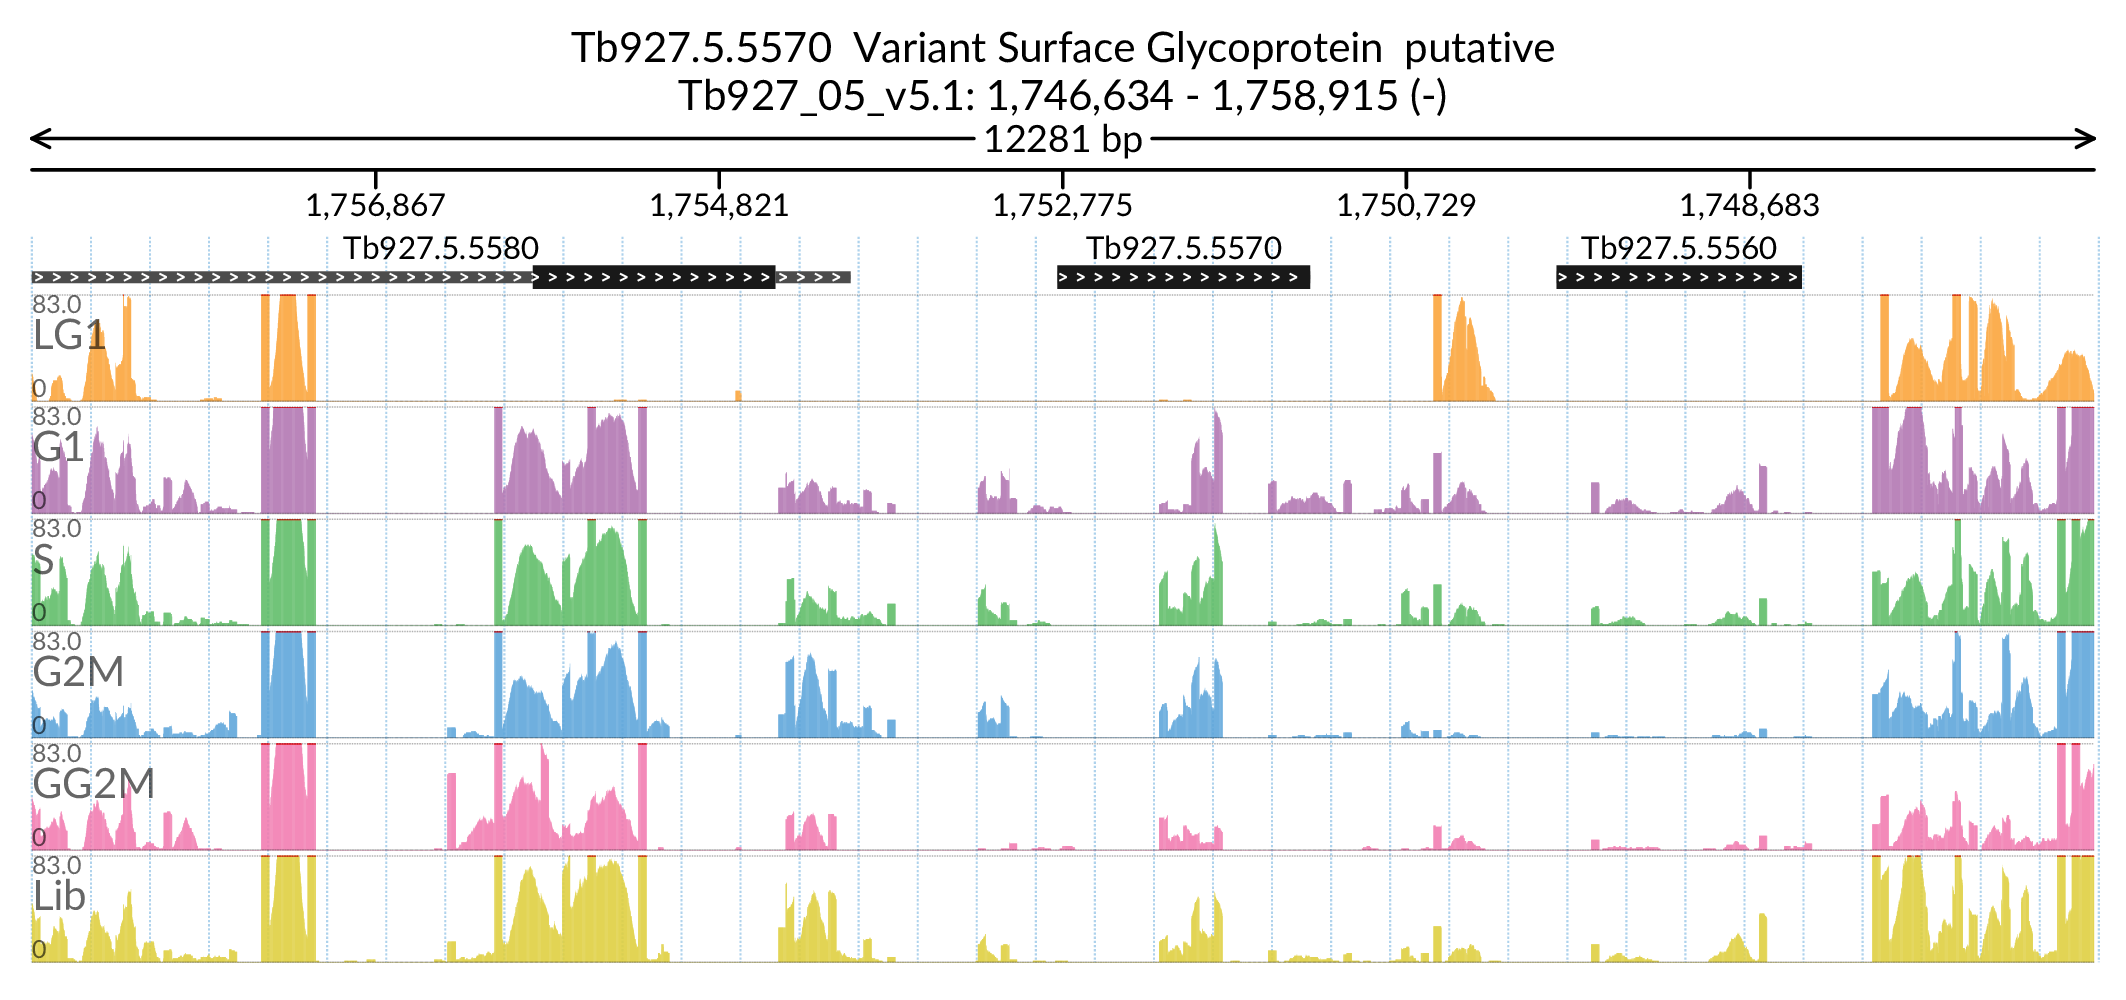 Tb927.5.5570 Variant Surface Glycoprotein putative
Tb927_05_v5.1: 1,746,634 - 1,758,915 (-)
12281 bp
1,756,867 1,754,821 1,752,775 1,750,729 1,748,683
Tb927.5.5580 Tb927.5.5570 Tb927.5.5560
83.0
LG1
0
83.0
G1
0
83.0
S
0
83.0
G2M
0
83.0
GG2M
0
83.0
Lib
0